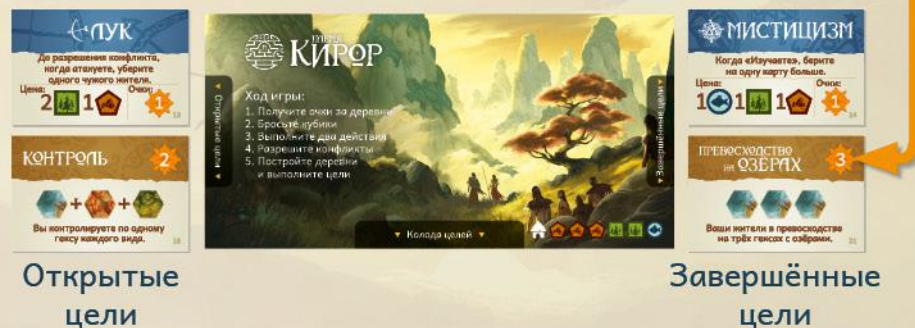 ЛУК
До разрешения конфликта,
когда атакуете, уберите
одного чужого жителя.
Цена:
Очки:
2 1 1
13
КОНТРОЛЬ
2
+ +
Вы контролируете по одному
гексу каждого вида.
Открытые
цели
КИРОР
Ход игры:
1. Получите очки за деревни
2. Бросьте кубики
3. Выполните два действия
4. Разрешите конфликты
5. Постройте деревни
и выполните цели
Открытые цели
Завершённые цели
Колода целей
МИСТИЦИЗМ
Когда «Изучаете», берите
на одну карту больше.
Цена:
Очки:
1 1 1 1
14
ПРЕВОСХОДСТВО
НА ОЗЁРАХ
3
Ваши жители в превосходстве
на трёх гексах с озёрами.
21
Завершённые
цели